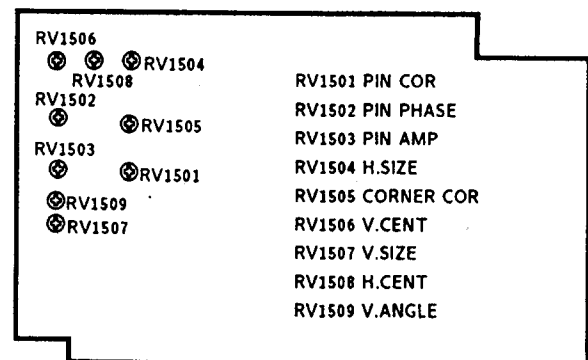 RV1506
RV1504
RV1508
RV1502
RV1505
RV1503
RV1501
RV1509
RV1507
RV1501 PIN COR
RV1502 PIN PHASE
RV1503 PIN AMP
RV1504 H.SIZE
RV1505 CORNER COR
RV1506 V.CENT
RV1507 V.SIZE
RV1508 H.CENT
RV1509 V.ANGLE